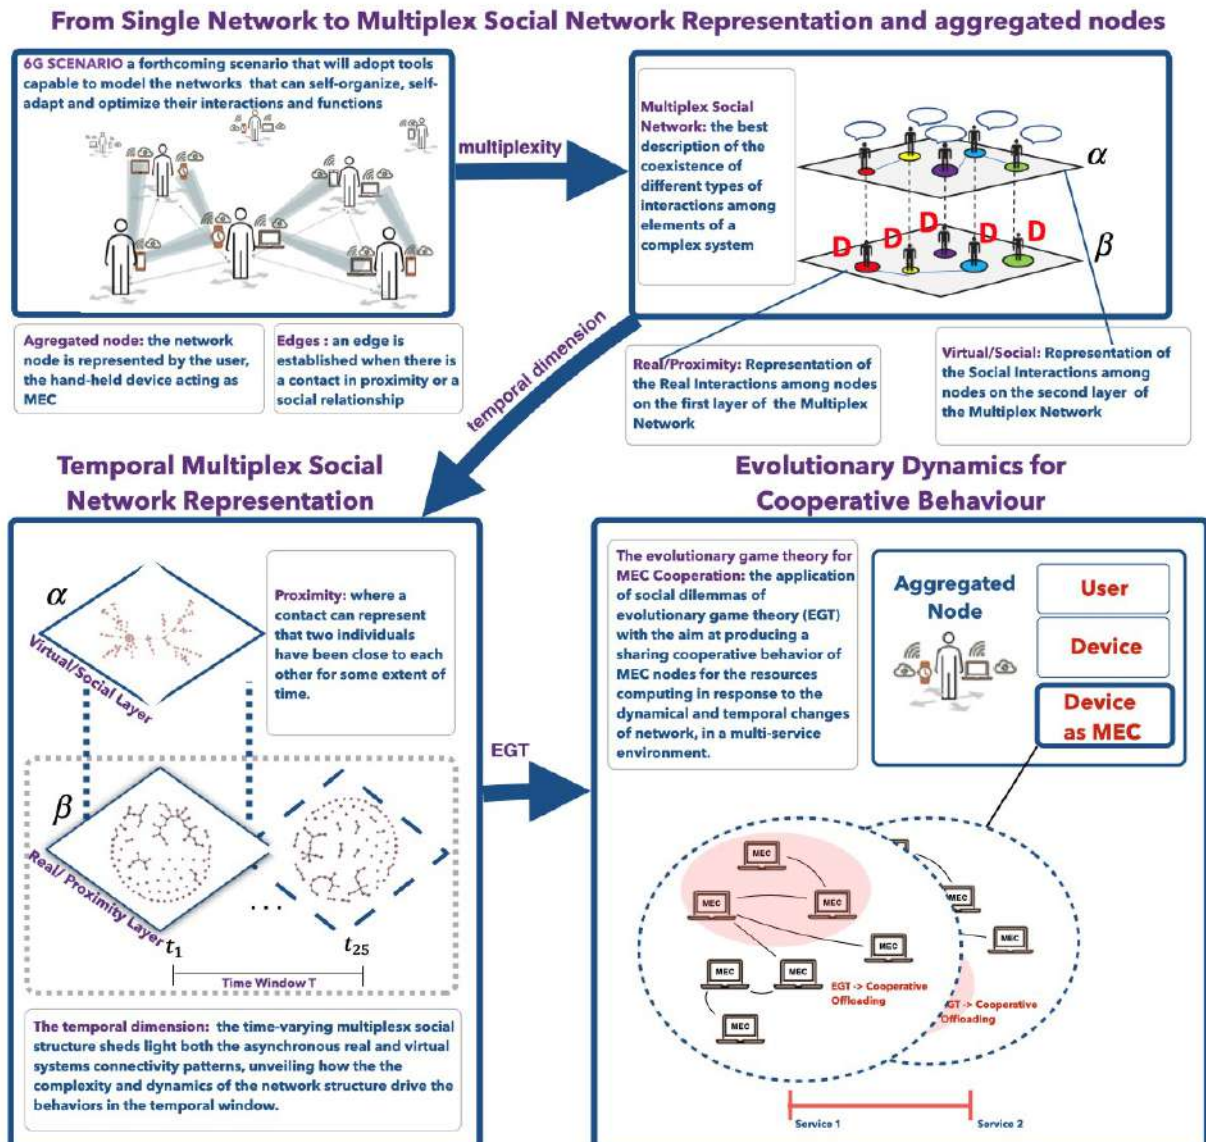 From Single Network to Multiplex Social Network Representation and aggregated nodes
6G SCENARIO a forthcoming scenario that will adopt tools
capable to model the networks that can self-organize, self-
adapt and optimize their interactions and functions
multiplexity
Multiplex Social
Network: the best
description of the
coexistence of
different types of
interactions among
elements of a
complex system
α
β
D D D D D
Agregated node: the network
node is represented by the user,
the hand-held device acting as
MEC
Edges : an edge is
established when there is
a contact in proximity or a
social relationship
temporal dimension
Real/Proximity: Representation of
the Real Interactions among nodes
on the first layer of the Multiplex
Network
Virtual/Social: Representation of
the Social Interactions among
nodes on the second layer of
the Multiplex Network
Temporal Multiplex Social
Network Representation
α
Virtual/Social Layer
Proximity: where a
contact can represent
that two individuals
have been close to each
other for some extent of
time.
β
Real/ Proximity Layer
...
t1
t25
Time Window T
The temporal dimension: the time-varying multiplesx social
structure sheds light both the asynchronous real and virtual
systems connectivity patterns, unveiling how the the
complexity and dynamics of the network structure drive the
behaviors in the temporal window.
EGT
Evolutionary Dynamics for
Cooperative Behaviour
The evolutionary game theory for
MEC Cooperation: the application
of social dilemmas of
evolutionary game theory (EGT)
with the aim at producing a
sharing cooperative behavior of
MEC nodes for the resources
computing in response to the
dynamical and temporal changes
of network, in a multi-service
environment.
Aggregated
Node
User
Device
Device
as MEC
MEC
MEC
MEC
MEC
MEC
MEC
MEC
MEC
MEC
EGT -> Cooperative
Offloading
GT -> Cooperative
Offloading
Service 1
Service 2